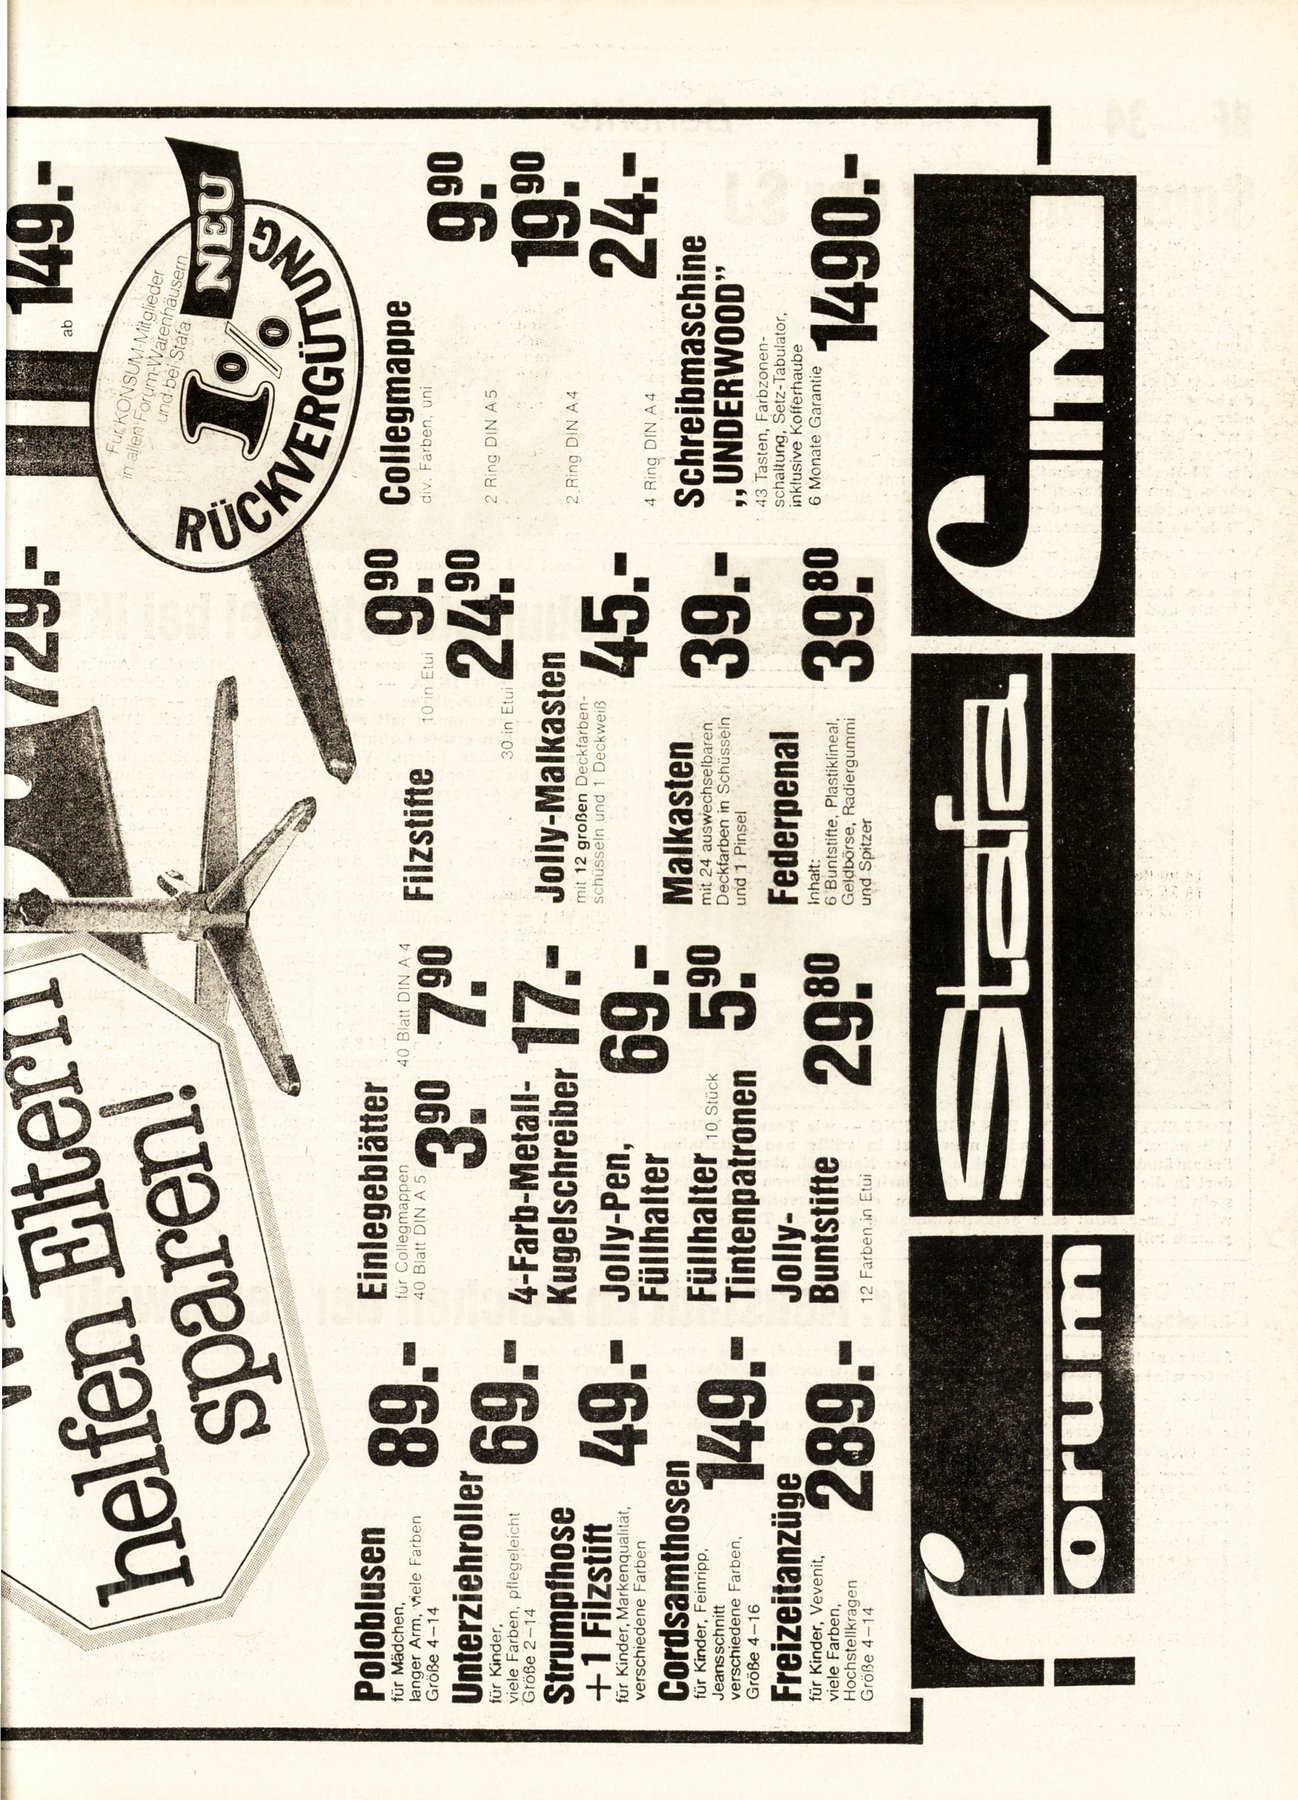 helfen Eltern
sparen!
729.-
ab 149.-
Für KONSUM-Mitglieder
in allen Forum-Warenhäusern
und bei Stafa
NEU
1%
RÜCKVERGÜTUNG
Poloblusen
für Mädchen,
langer Arm, viele Farben
Größe 4–14
89.-
Unterziehroller
für Kinder,
viele Farben, pflegeleicht
Größe 2–14
69.-
Strumpfhose
+1 Filzstift
für Kinder, Markenqualität,
verschiedene Farben
49.-
Cordsamthosen
für Kinder, Feinripp,
Jeansschnitt
verschiedene Farben,
Größe 4–16
149.-
Freizeitanzüge
für Kinder, Vevenit,
viele Farben,
Hochstellkragen
Größe 4–14
289.-
Einlegeblätter
für Collegmappen
40 Blatt DIN A 5
3.90
40 Blatt DIN A 4
7.90
4-Farb-Metall-
Kugelschreiber
17.-
Jolly-Pen,
Füllhalter
69.-
Füllhalter 10 Stück
Tintenpatronen
5.90
Jolly-
Buntstifte
12 Farben in Etui
29.80
Filzstifte
10 in Etui
9.90
30 in Etui
24.90
Jolly-Malkasten
mit 12 großen Deckfarben-
schüsseln und 1 Deckweiß
45.-
Malkasten
mit 24 auswechselbaren
Deckfarben in Schüsseln
und 1 Pinsel
39.-
Federpenal
Inhalt:
6 Buntstifte, Plastiklineal,
Geldbörse, Radiergummi
und Spitzer
39.80
Collegmappe
div. Farben, uni
9.90
2 Ring DIN A 5
19.90
2 Ring DIN A 4
24.-
4 Ring DIN A 4
Schreibmaschine
„UNDERWOOD”
43 Tasten, Farbzonen-
schaltung, Setz-Tabulator,
inklusive Kofferhaube
6 Monate Garantie
1490.-
forum
Stafa
CITY